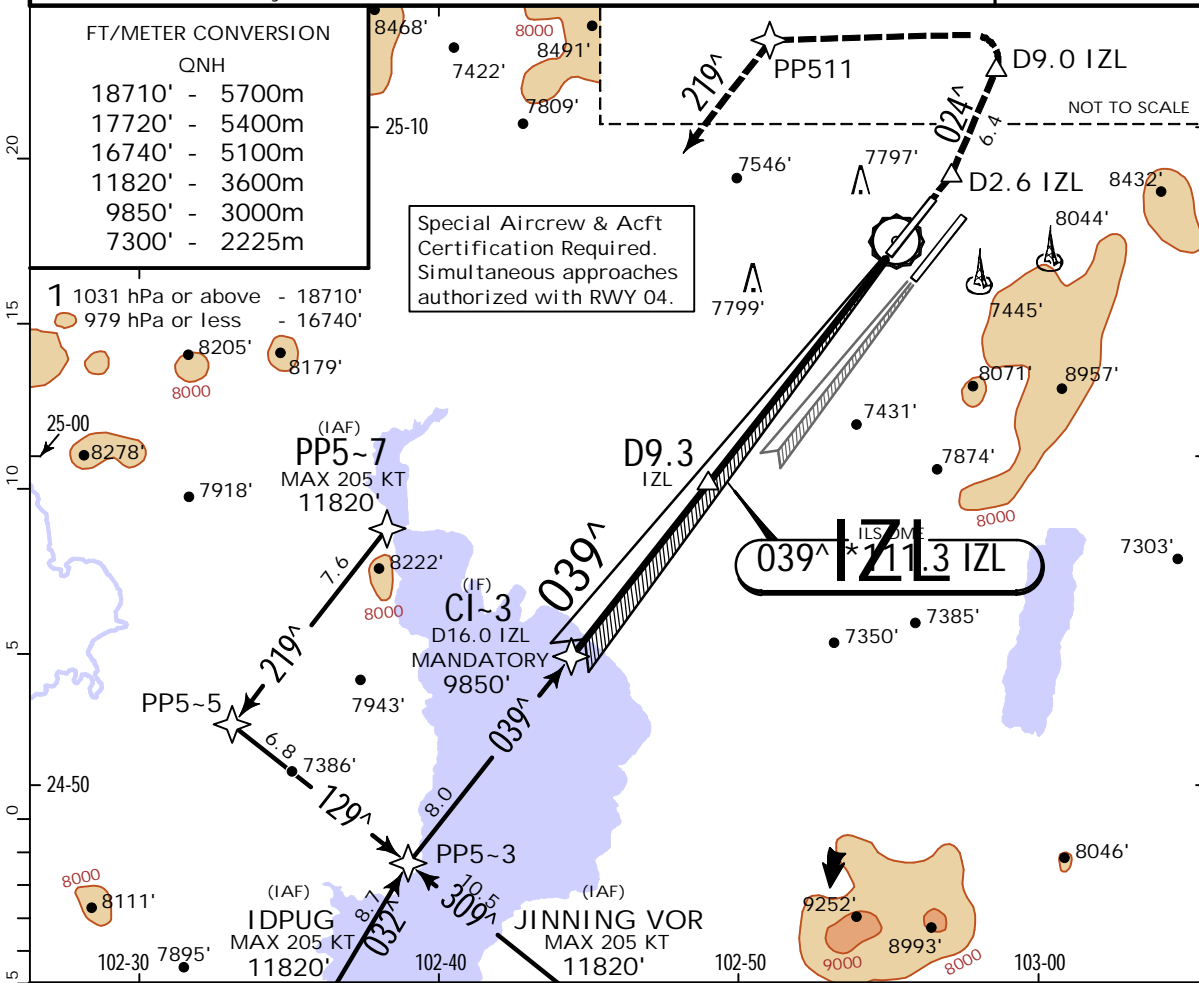 FT/METER CONVERSION
QNH
18710' - 5700m
17720' - 5400m
16740' - 5100m
11820' - 3600m
9850' - 3000m
7300' - 2225m
1 1031 hPa or above - 18710'
979 hPa or less - 16740'
8468'
7422'
8000
8491'
7809'
25-10
219^
PP511
D9.0 IZL
024^
6.4
NOT TO SCALE
D2.6 IZL
7546'
7797'
8432'
8044'
Special Aircrew & Acft
Certification Required.
Simultaneous approaches
authorized with RWY 04.
7799'
7445'
20
15
10
5
0
5
8205'
8179'
8000
8071'
8957'
25-00
8278'
7918'
(IAF)
PP5~7
MAX 205 KT
11820'
7431'
7874'
8000
D9.3
IZL
ILS DME
039^ *111.3 IZL
IZL
7303'
7.6
8222'
8000
039^
(IF)
CI~3
D16.0 IZL
MANDATORY
9850'
7385'
7350'
219^
7943'
PP5~5
6.8
7386'
129^
039^
8.0
24-50
PP5~3
8046'
8000
8111'
7895'
(IAF)
IDPUG
MAX 205 KT
11820'
8.7
032^
10.5
309^
(IAF)
JINNING VOR
MAX 205 KT
11820'
9252'
8993'
9000
8000
102-30
102-40
102-50
103-00